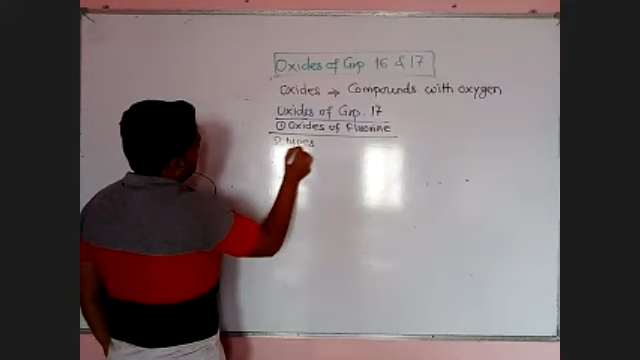 Oxides of Grp 16 & 17
Oxides → Compounds with oxygen
Oxides of Grp. 17
① Oxides of Fluorine
2 types